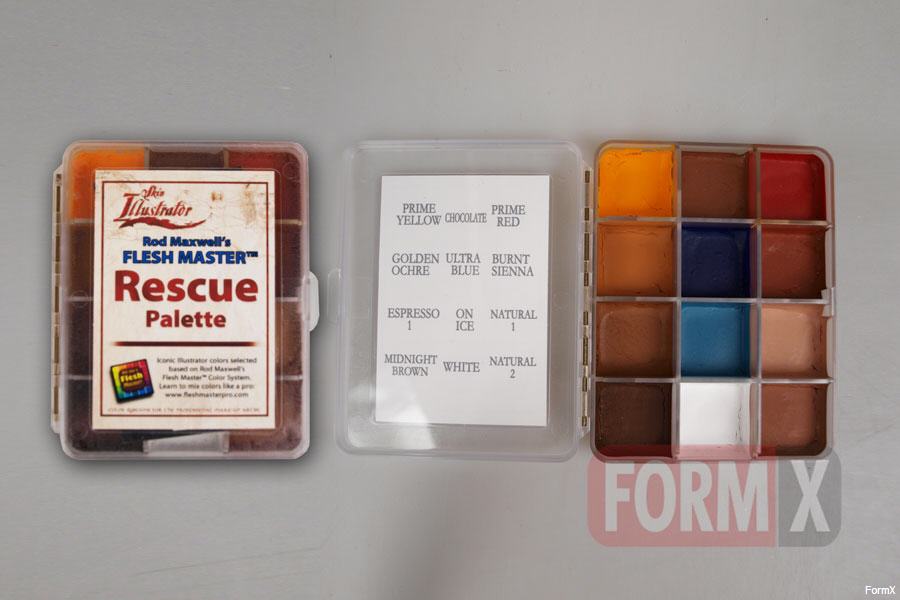 Skin
Illustrator
Rod Maxwell's
FLESH MASTER™
Rescue
Palette
Iconic Illustrator colors selected
based on Rod Maxwell's
Flesh Master™ Color System.
Learn to mix colors like a pro:
www.fleshmasterpro.com
Flesh
Master
PRIME YELLOW CHOCOLATE PRIME RED
GOLDEN OCHRE ULTRA BLUE BURNT SIENNA
ESPRESSO 1 ON ICE NATURAL 1
MIDNIGHT BROWN WHITE NATURAL 2
FORM X
FormX